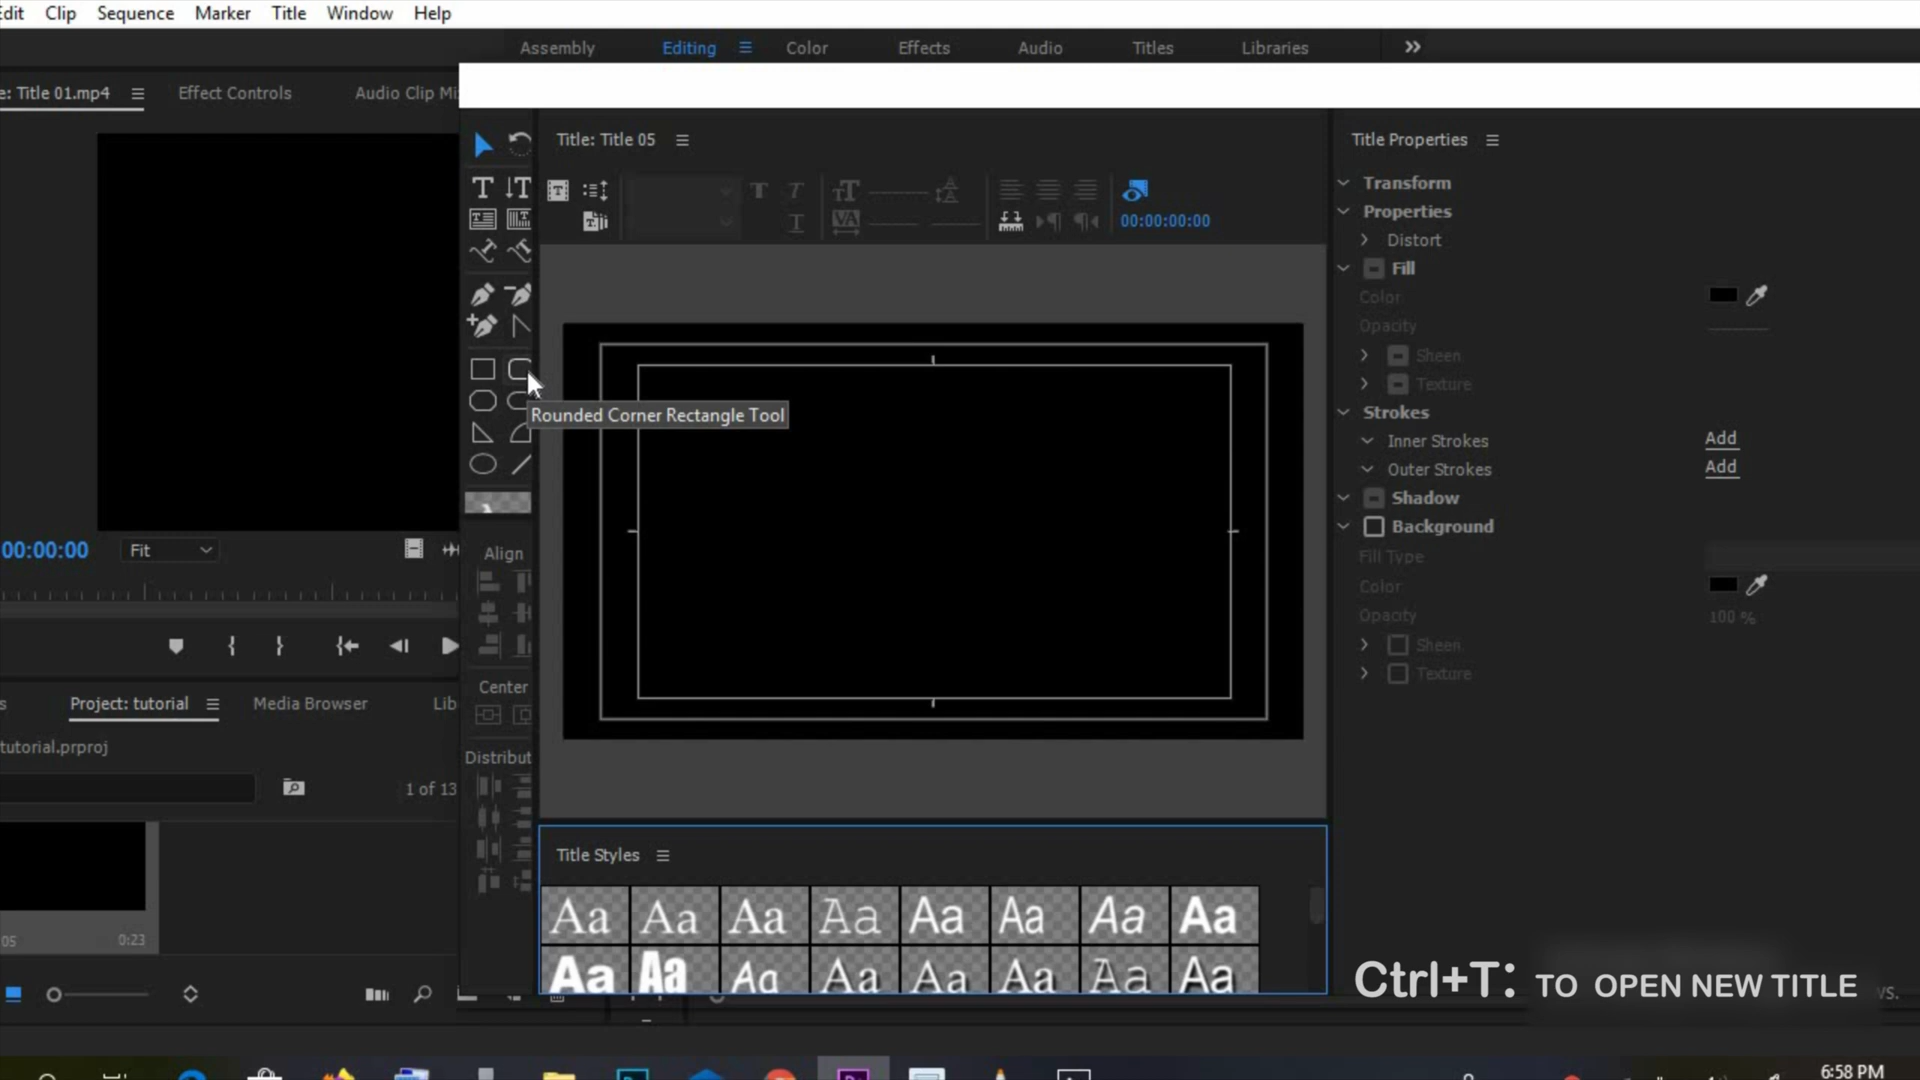 Clip Sequence Marker Title Window Help
Assembly Editing Color Effects Audio Titles Libraries
Title 01.mp4 Effect Controls Audio Clip
Title: Title 05
Title Properties
T T
T T
T TT
T VA
00:00:00:00
Transform
Properties
Distort
Fill
Color
Opacity
Sheen
Texture
Strokes
Inner Strokes Add
Outer Strokes Add
Shadow
Background
Fill Type
Color
Opacity 100 %
Sheen
Texture
Rounded Corner Rectangle Tool
00:00:00 Fit
Align
Center
Project: tutorial Media Browser
tutorial.prproj
1 of 13
05 0:23
Title Styles
Aa Aa Aa Aa Aa Aa Aa Aa
Aa Aa Aa Aa Aa Aa Aa Aa
Ctrl+T: TO OPEN NEW TITLE
6:58 PM